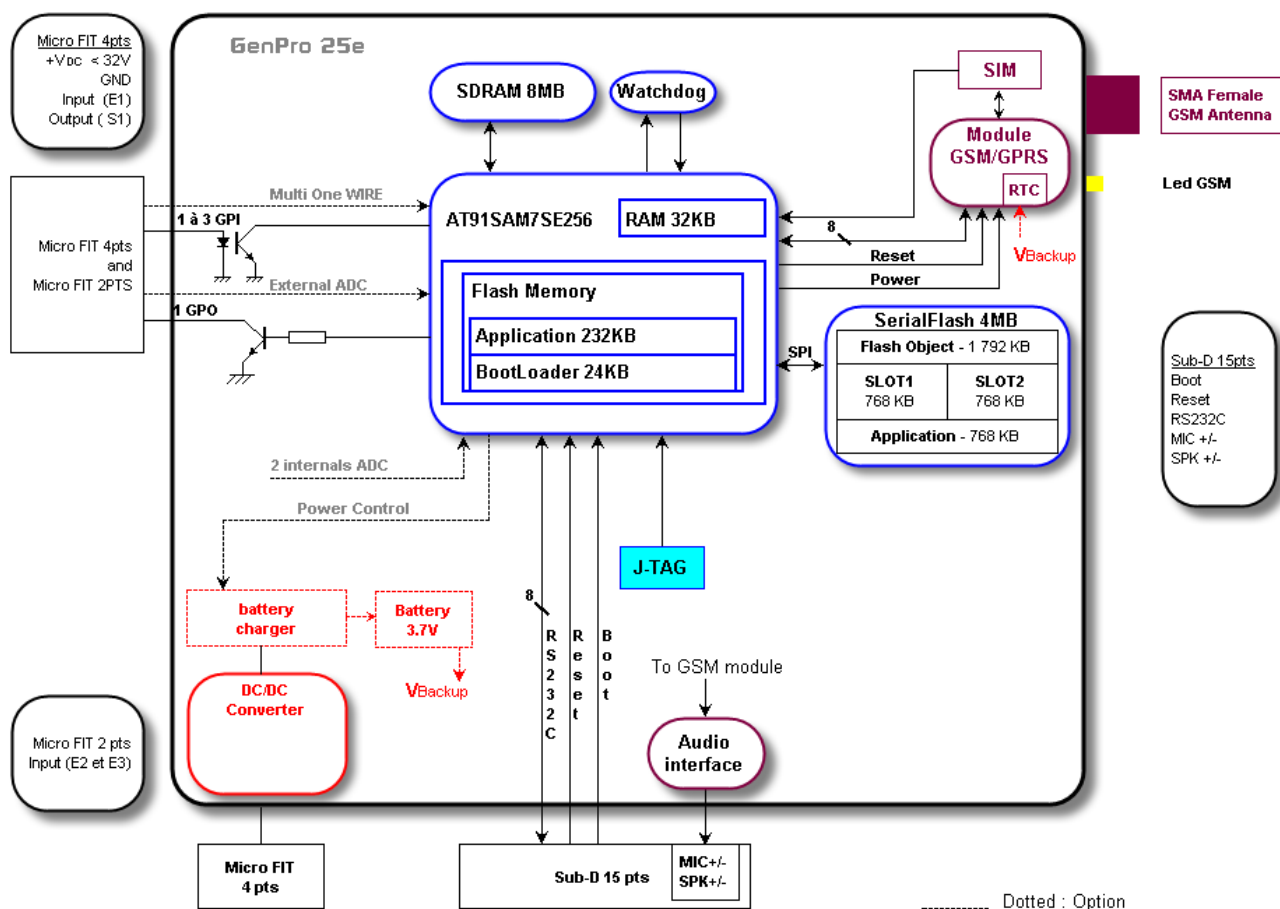 Micro FIT 4pts
+VDC < 32V
GND
Input (E1)
Output ( S1)
GenPro 25e
SDRAM 8MB
Watchdog
SIM
SMA Female
GSM Antenna
Module
GSM/GPRS
RTC
Led GSM
VBackup
Micro FIT 4pts
and
Micro FIT 2PTS
Multi One WIRE
1 à 3 GPI
External ADC
1 GPO
AT91SAM7SE256
RAM 32KB
Flash Memory
Application 232KB
BootLoader 24KB
8
Reset
Power
SPI
SerialFlash 4MB
Flash Object - 1 792 KB
SLOT1
768 KB
SLOT2
768 KB
Application - 768 KB
Sub-D 15pts
Boot
Reset
RS232C
MIC +/-
SPK +/-
2 internals ADC
Power Control
J-TAG
battery
charger
Battery
3.7V
VBackup
DC/DC
Converter
8
RS232C
Reset
Boot
To GSM module
Audio
interface
Micro FIT 2 pts
Input (E2 et E3)
Micro FIT
4 pts
Sub-D 15 pts
MIC+/-
SPK+/-
Dotted : Option